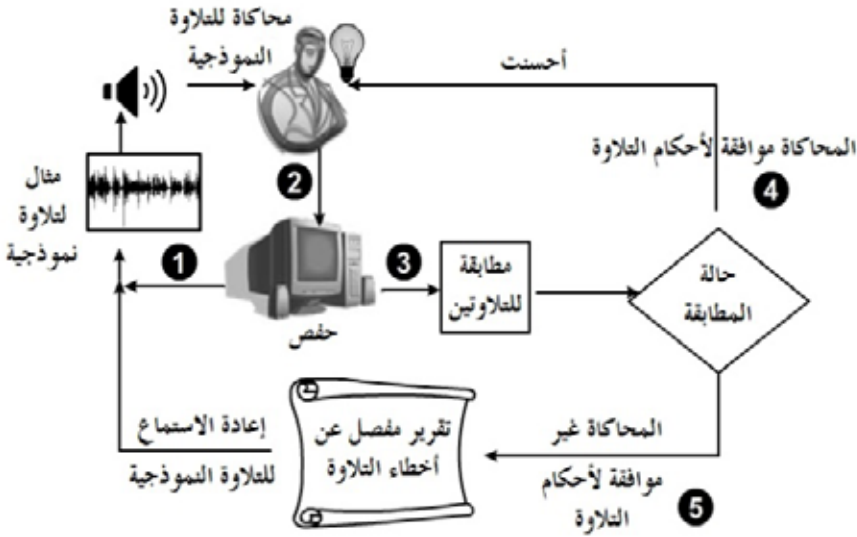 محاكاة للتلاوة
النموذجية
أحسنت
المحاكاة موافقة لأحكام التلاوة
4
مثال
لتلاوة
نموذجية
2
1
3
حفص
مطابقة
للتلاوتين
حالة
المطابقة
المحاكاة غير
موافقة لأحكام
التلاوة
5
تقرير مفصل عن
أخطاء التلاوة
إعادة الاستماع
للتلاوة النموذجية